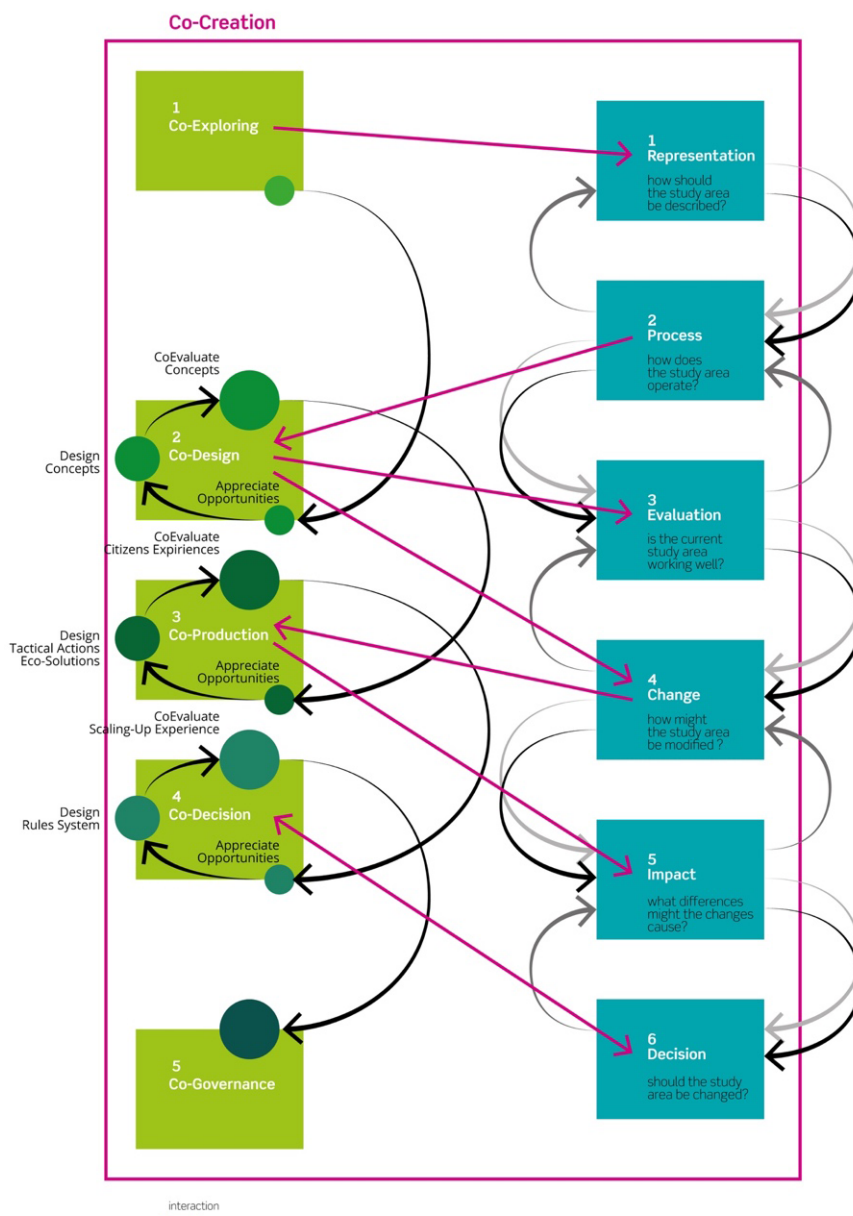 Co-Creation
1
Co-Exploring
CoEvaluate
Concepts
Design
Concepts
2
Co-Design
Appreciate
Opportunities
CoEvaluate
Citizens Expiriences
Design
Tactical Actions
Eco-Solutions
3
Co-Production
Appreciate
Opportunities
CoEvaluate
Scaling-Up Experience
Design
Rules System
4
Co-Decision
Appreciate
Opportunities
5
Co-Governance
1
Representation
how should
the study area
be described?
2
Process
how does
the study area
operate?
3
Evaluation
is the current
study area
working well?
4
Change
how might
the study area
be modified ?
5
Impact
what differences
might the changes
cause?
6
Decision
should the study
area be changed?
interaction